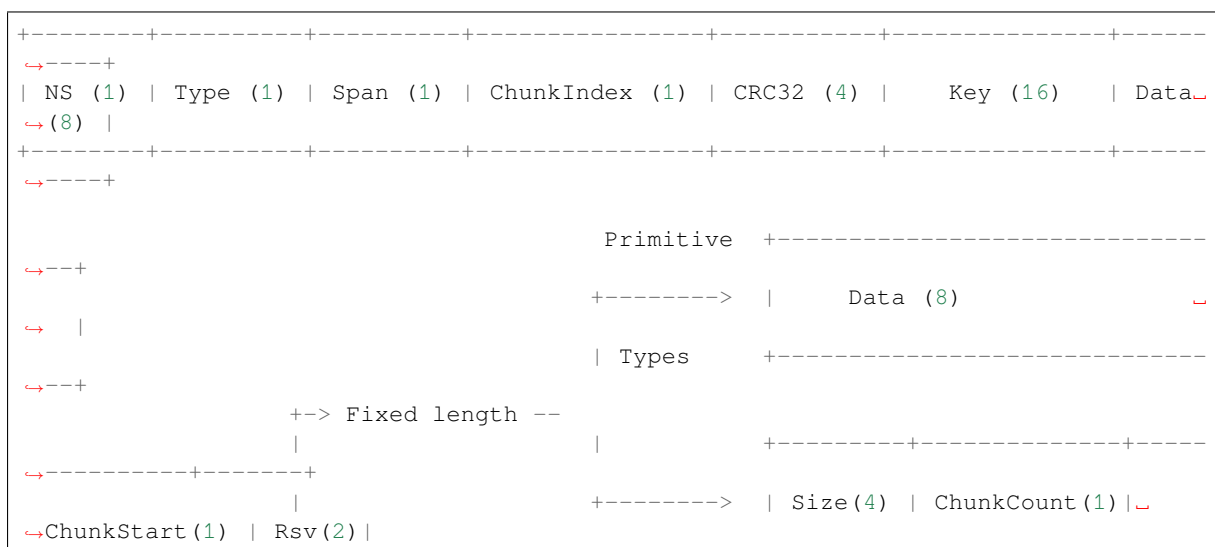 +--------+----------+----------+----------------+-----------+---------------+------
↪----+
| NS (1) | Type (1) | Span (1) | ChunkIndex (1) | CRC32 (4) |    Key (16)   | Data␣
↪(8) |
+--------+----------+----------+----------------+-----------+---------------+------
↪----+
                                         Primitive  +------------------------------
↪--+
                                        +-------->  |     Data (8)                ␣
↪  |
                                        | Types     +------------------------------
↪--+
                   +-> Fixed length --
                   |                    |           +---------+--------------+-----
↪----------+-------+
                   |                    +-------->  | Size(4) | ChunkCount(1)|␣
↪ChunkStart(1) | Rsv(2)|